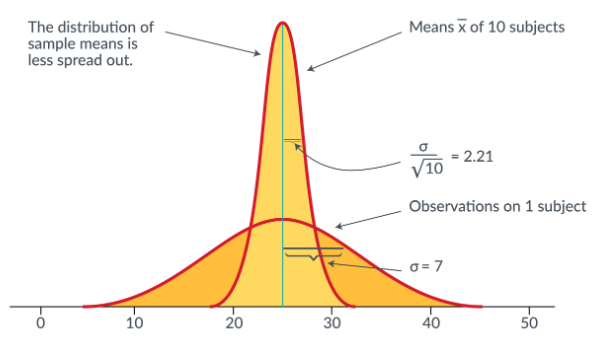 The distribution of
sample means is
less spread out.
Means x̅ of 10 subjects
σ
√10
= 2.21
Observations on 1 subject
σ = 7
0 10 20 30 40 50